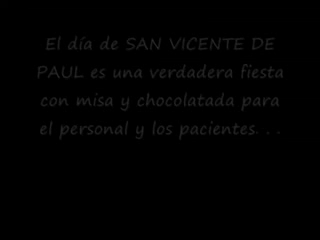 El día de SAN VICENTE DE
PAUL es una verdadera fiesta
con misa y chocolatada para
el personal y los pacientes. . .